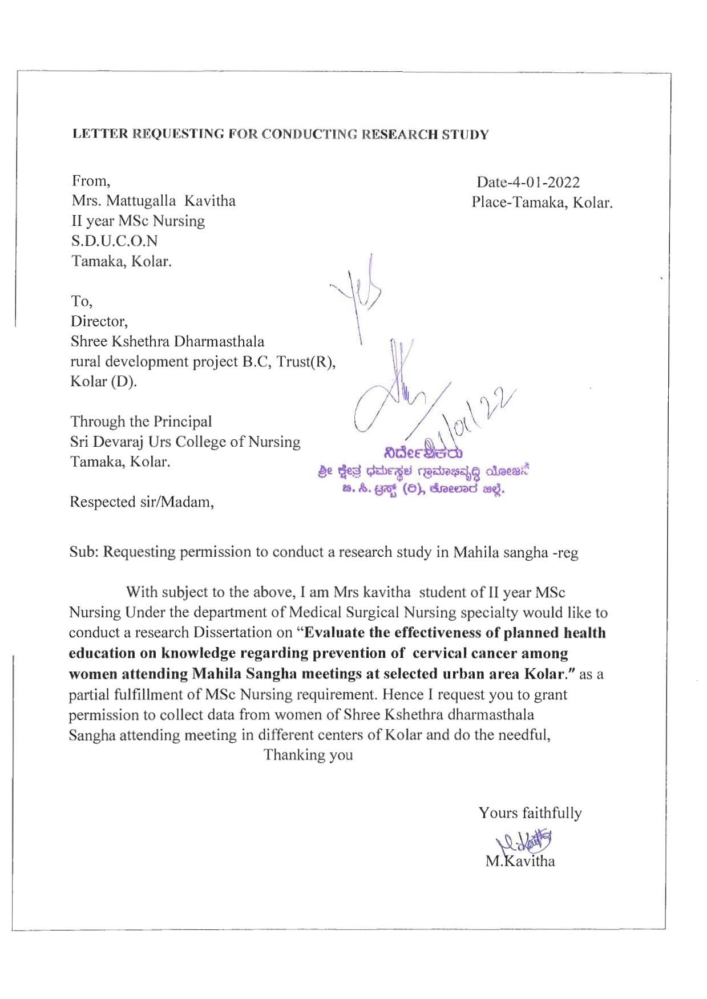 LETTER REQUESTING FOR CONDUCTING RESEARCH STUDY
From,
Date-4-01-2022
Mrs. Mattugalla Kavitha
Place-Tamaka, Kolar.
II year MSc Nursing
S.D.U.C.O.N
Tamaka, Kolar.
yes
To,
Director,
Shree Kshethra Dharmasthala
rural development project B.C, Trust(R),
Kolar (D).
/01/22
Through the Principal
Sri Devaraj Urs College of Nursing
Tamaka, Kolar.
ನಿರ್ದೇಶಕರು
ಶ್ರೀ ಕ್ಷೇತ್ರ ಧರ್ಮಸ್ಥಳ ಗ್ರಾಮಾಭಿವೃದ್ಧಿ ಯೋಜನೆ
ಬಿ. ಸಿ. ಟ್ರಸ್ಟ್ (ರಿ), ಕೋಲಾರ ಜಿಲ್ಲೆ.
Respected sir/Madam,
Sub: Requesting permission to conduct a research study in Mahila sangha -reg
With subject to the above, I am Mrs kavitha student of II year MSc
Nursing Under the department of Medical Surgical Nursing specialty would like to
conduct a research Dissertation on “Evaluate the effectiveness of planned health
education on knowledge regarding prevention of cervical cancer among
women attending Mahila Sangha meetings at selected urban area Kolar.” as a
partial fulfillment of MSc Nursing requirement. Hence I request you to grant
permission to collect data from women of Shree Kshethra dharmasthala
Sangha attending meeting in different centers of Kolar and do the needful,
Thanking you
Yours faithfully
M.Kavitha
M.Kavitha